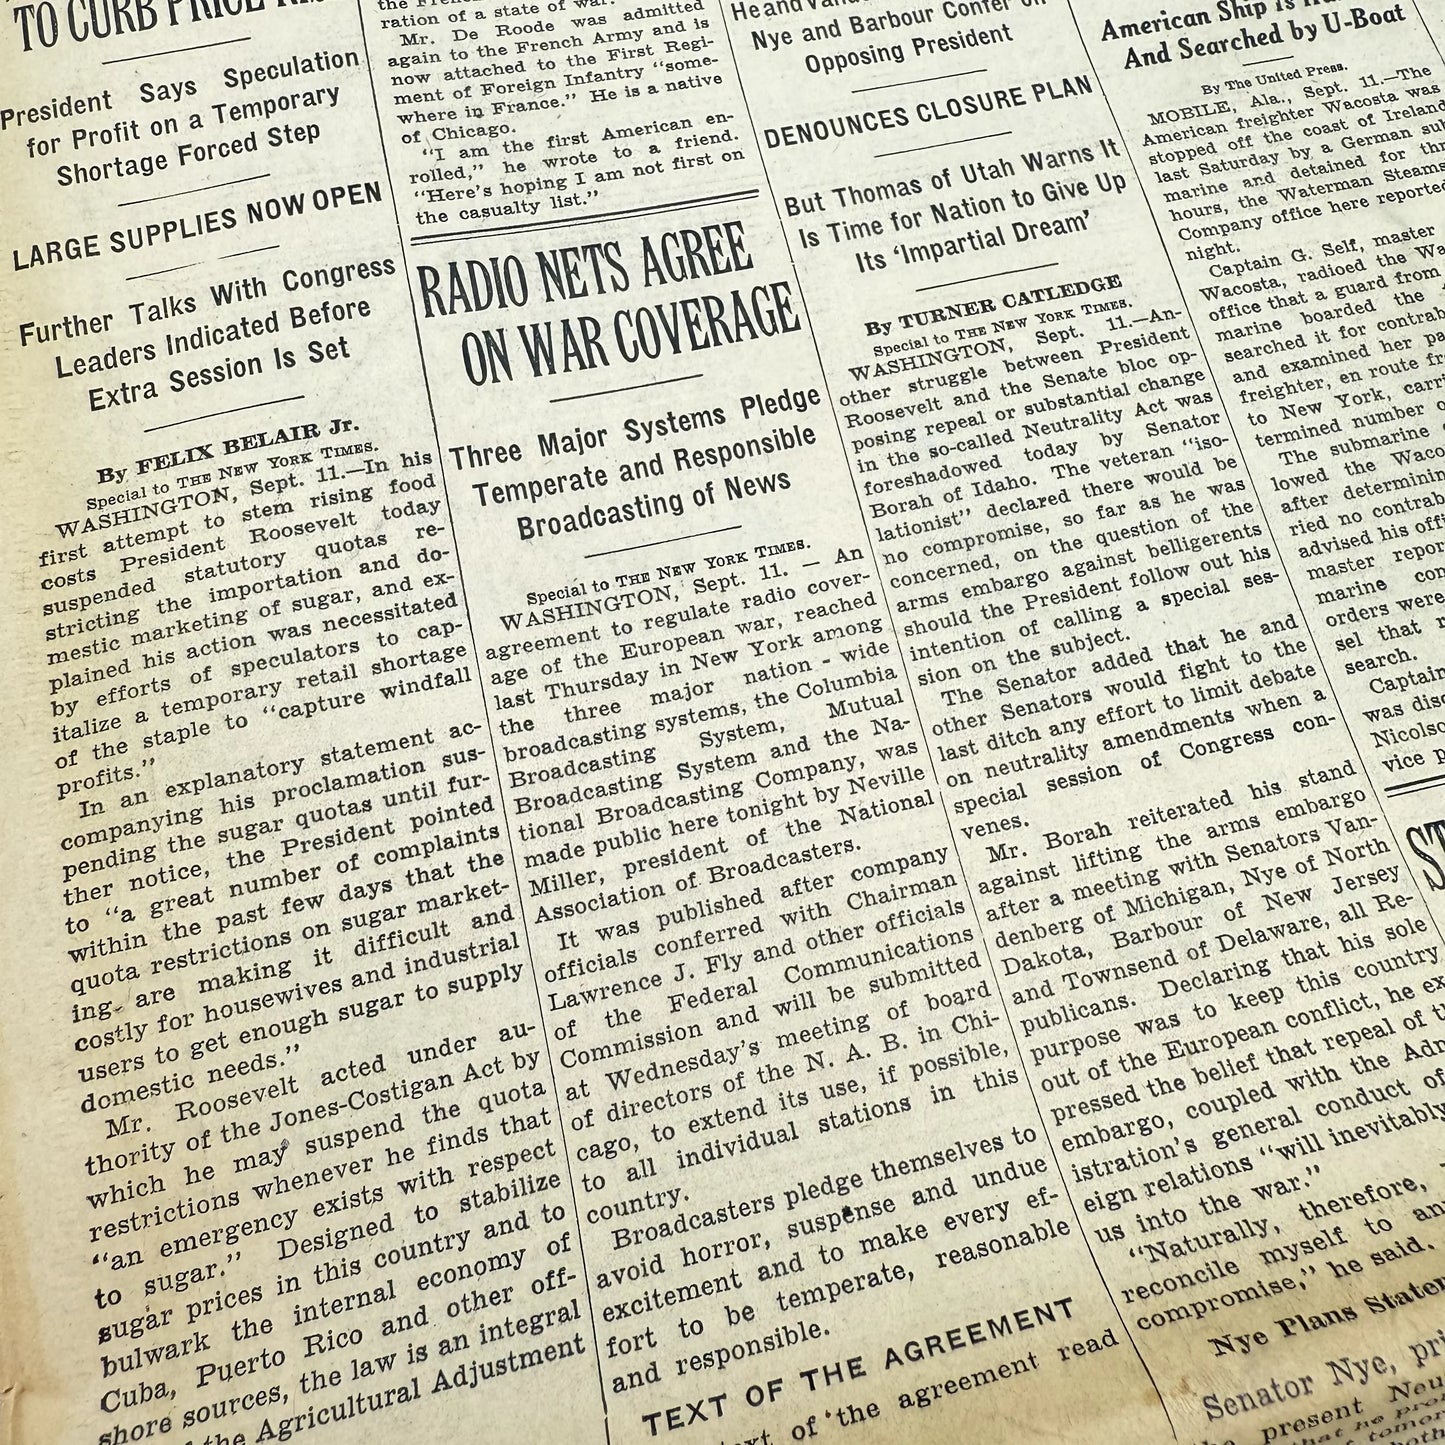 TO CURB PRICE
President Says Speculation
for Profit on a Temporary
Shortage Forced Step
LARGE SUPPLIES NOW OPEN
Further Talks With Congress
Leaders Indicated Before
Extra Session Is Set
By FELIX BELAIR Jr.
Special to THE NEW YORK TIMES.
WASHINGTON, Sept. 11.—In his
first attempt to stem rising food
costs President Roosevelt today
suspended statutory quotas re-
stricting the importation and do-
mestic marketing of sugar, and ex-
plained his action was necessitated
by efforts of speculators to cap-
italize a temporary retail shortage
of the staple to "capture windfall
profits."
In an explanatory statement ac-
companying his proclamation sus-
pending the sugar quotas until fur-
ther notice, the President pointed
to "a great number of complaints
within the past few days that the
quota restrictions on sugar market-
ing are making it difficult and
costly for housewives and industrial
users to get enough sugar to supply
domestic needs."
Mr. Roosevelt acted under au-
thority of the Jones-Costigan Act by
which he may suspend the quota
restrictions whenever he finds that
"an emergency exists with respect
to sugar." Designed to stabilize
sugar prices in this country and to
bulwark the internal economy of
Cuba, Puerto Rico and other off-
shore sources, the law is an integral
the Agricultural Adjustment
ration of a state of war.
Mr. De Roode was admitted
again to the French Army and is
now attached to the First Regi-
ment of Foreign Infantry "some-
where in France." He is a native
of Chicago.
"I am the first American en-
rolled," he wrote to a friend.
"Here's hoping I am not first on
the casualty list."
RADIO NETS AGREE
ON WAR COVERAGE
Three Major Systems Pledge
Temperate and Responsible
Broadcasting of News
Special to THE NEW YORK TIMES.
WASHINGTON, Sept. 11. — An
agreement to regulate radio cover-
age of the European war, reached
last Thursday in New York among
the three major nation-wide
broadcasting systems, the Columbia
Broadcasting System, Mutual
Broadcasting System and the Na-
tional Broadcasting Company, was
made public here tonight by Neville
Miller, president of the National
Association of Broadcasters.
It was published after company
officials conferred with Chairman
Lawrence J. Fly and other officials
of the Federal Communications
Commission and will be submitted
at Wednesday's meeting of board
of directors of the N. A. B. in Chi-
cago, to extend its use, if possible,
to all individual stations in this
country.
Broadcasters pledge themselves to
avoid horror, suspense and undue
excitement and to make every ef-
fort to be temperate, reasonable
and responsible.
TEXT OF THE AGREEMENT
of the agreement read
Nye and Barbour Confer on
Opposing President
DENOUNCES CLOSURE PLAN
But Thomas of Utah Warns It
Is Time for Nation to Give Up
Its 'Impartial Dream'
By TURNER CATLEDGE
Special to THE NEW YORK TIMES.
WASHINGTON, Sept. 11.—An-
other struggle between President
Roosevelt and the Senate bloc op-
posing repeal or substantial change
in the so-called Neutrality Act was
foreshadowed today by Senator
Borah of Idaho. The veteran "iso-
lationist" declared there would be
no compromise, so far as he was
concerned, on the question of the
arms embargo against belligerents
should the President follow out his
intention of calling a special ses-
sion on the subject.
The Senator added that he and
other Senators would fight to the
last ditch any effort to limit debate
on neutrality amendments when a
special session of Congress con-
venes.
Mr. Borah reiterated his stand
against lifting the arms embargo
after a meeting with Senators Van-
denberg of Michigan, Nye of North
Dakota, Barbour of New Jersey
and Townsend of Delaware, all Re-
publicans. Declaring that his sole
purpose was to keep this country
out of the European conflict, he ex
pressed the belief that repeal of t
embargo, coupled with the Adm
istration's general conduct of
eign relations "will inevitably
us into the war."
"Naturally, therefore,
reconcile myself to an
compromise," he said.
Nye Plans Stater
Senator Nye, pri
present Neu
American Ship Is
And Searched by U-Boat
By The United Press.
MOBILE, Ala., Sept. 11.—The
American freighter Wacosta was
stopped off the coast of Ireland
last Saturday by a German sub
marine and detained for thr
hours, the Waterman Steams
Company office here reported
night.
Captain G. Self, master
Wacosta, radioed the Wa
office that a guard from
marine boarded the
searched it for contrab
and examined her pa
freighter, en route fr
to New York, carri
termined number o
The submarine
lowed the Waco
after determinin
ried no contrab
advised his offi
master repor
marine com
orders were
sel that
search.
Captain
was disc
Nicolso
vice p
ST